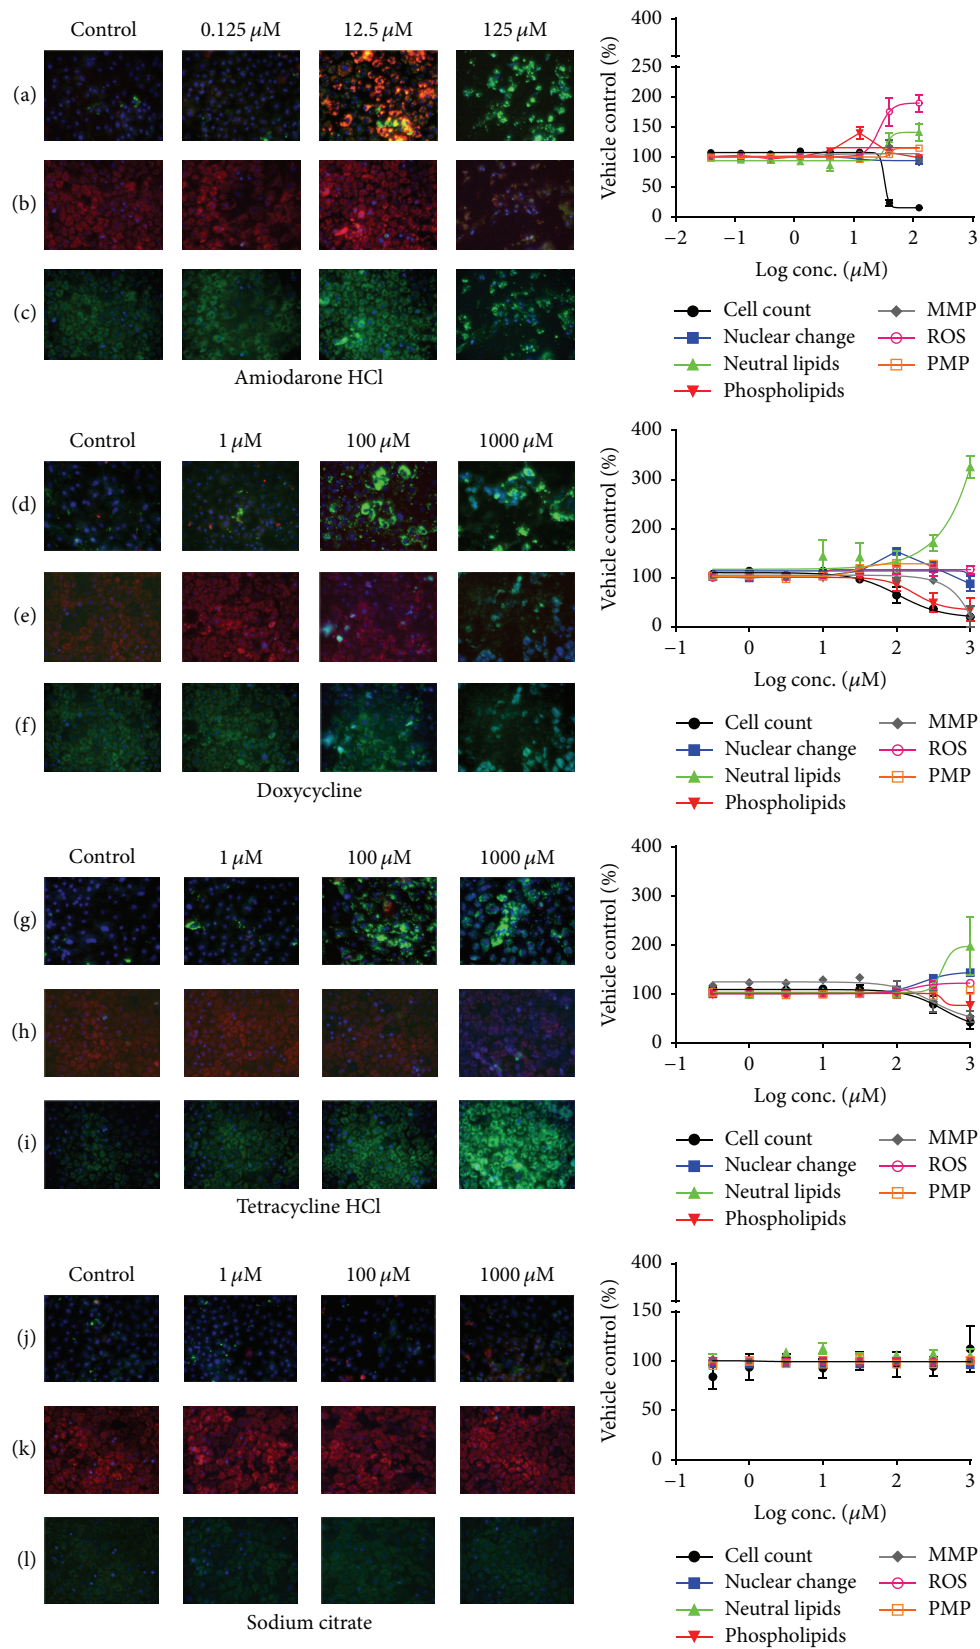 Control 0.125 μM 12.5 μM 125 μM
(a)
(b)
(c)
Amiodarone HCl
Vehicle control (%)
400
250
200
150
100
50
0
−2 −1 0 1 2 3
Log conc. (μM)
Cell count MMP
Nuclear change ROS
Neutral lipids PMP
Phospholipids
Control 1 μM 100 μM 1000 μM
(d)
(e)
(f)
Doxycycline
Vehicle control (%)
400
300
200
100
0
−1 0 1 2 3
Log conc. (μM)
Cell count MMP
Nuclear change ROS
Neutral lipids PMP
Phospholipids
Control 1 μM 100 μM 1000 μM
(g)
(h)
(i)
Tetracycline HCl
Vehicle control (%)
400
300
200
100
0
−1 0 1 2 3
Log conc. (μM)
Cell count MMP
Nuclear change ROS
Neutral lipids PMP
Phospholipids
Control 1 μM 100 μM 1000 μM
(j)
(k)
(l)
Sodium citrate
Vehicle control (%)
400
150
100
50
0
−1 0 1 2 3
Log conc. (μM)
Cell count MMP
Nuclear change ROS
Neutral lipids PMP
Phospholipids